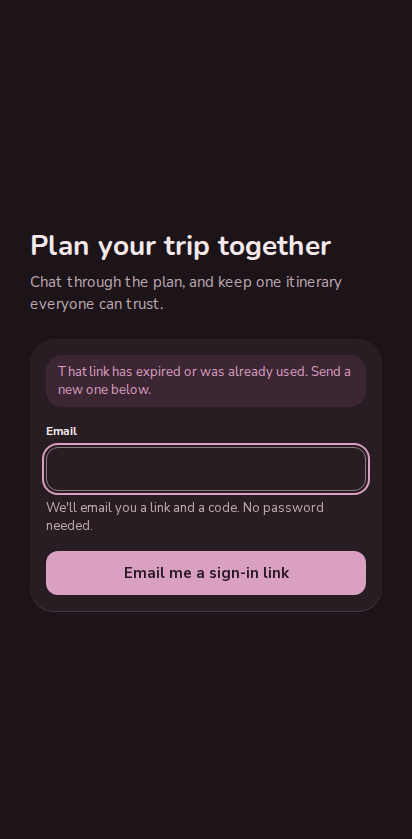 Plan your trip together
Chat through the plan, and keep one itinerary
everyone can trust.
That link has expired or was already used. Send a
new one below.
Email
We'll email you a link and a code. No password
needed.
Email me a sign-in link